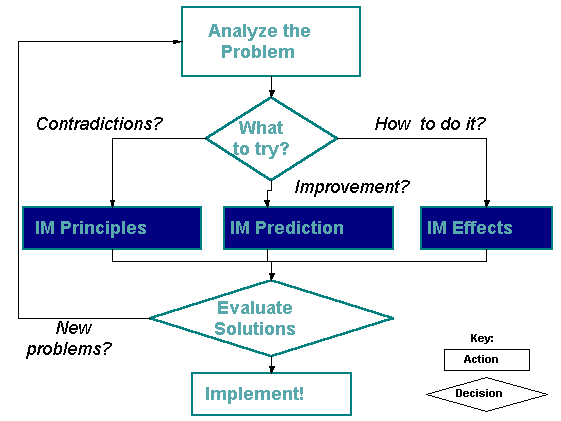 Analyze the
Problem
What
to try?
Contradictions?
How  to do it?
Improvement?
IM Principles
IM Prediction
IM Effects
Evaluate
Solutions
New
problems?
Implement!
Key:
Action
Decision